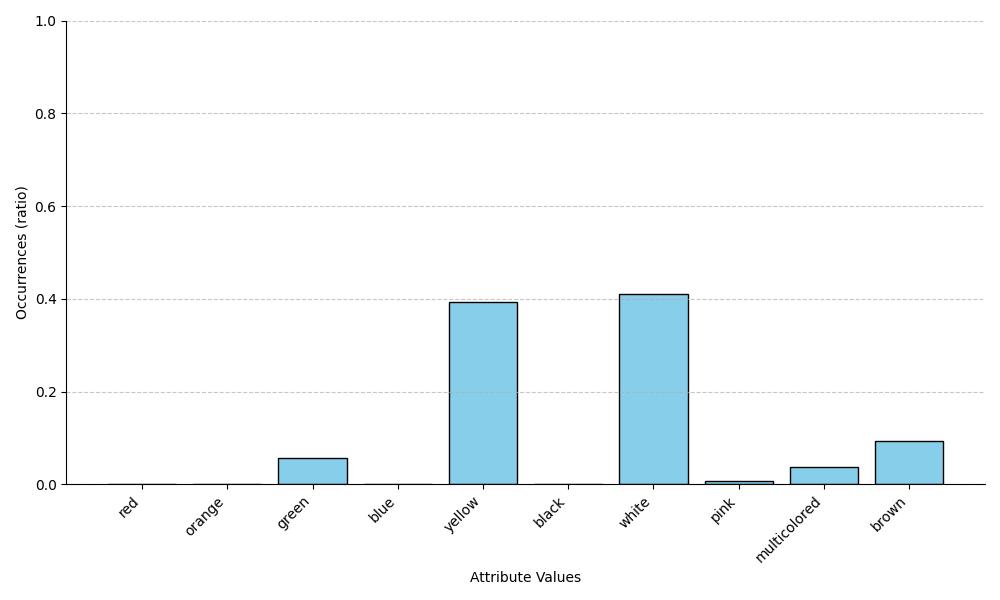 1.0
0.8
0.6
0.4
0.2
0.0
Occurrences (ratio)
red
orange
green
blue
yellow
black
white
pink
multicolored
brown
Attribute Values